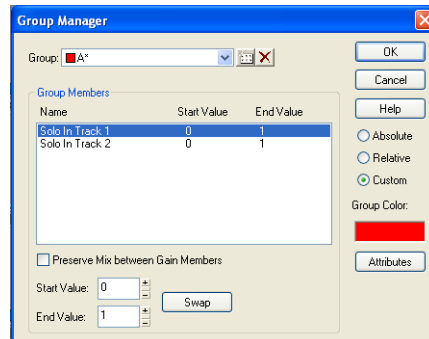 Group Manager
Group: A*
OK
Cancel
Help
Group Members
Name Start Value End Value
Solo In Track 1 0 1
Solo In Track 2 0 1
Absolute
Relative
Custom
Group Color:
Preserve Mix between Gain Members
Attributes
Start Value: 0
Swap
End Value: 1